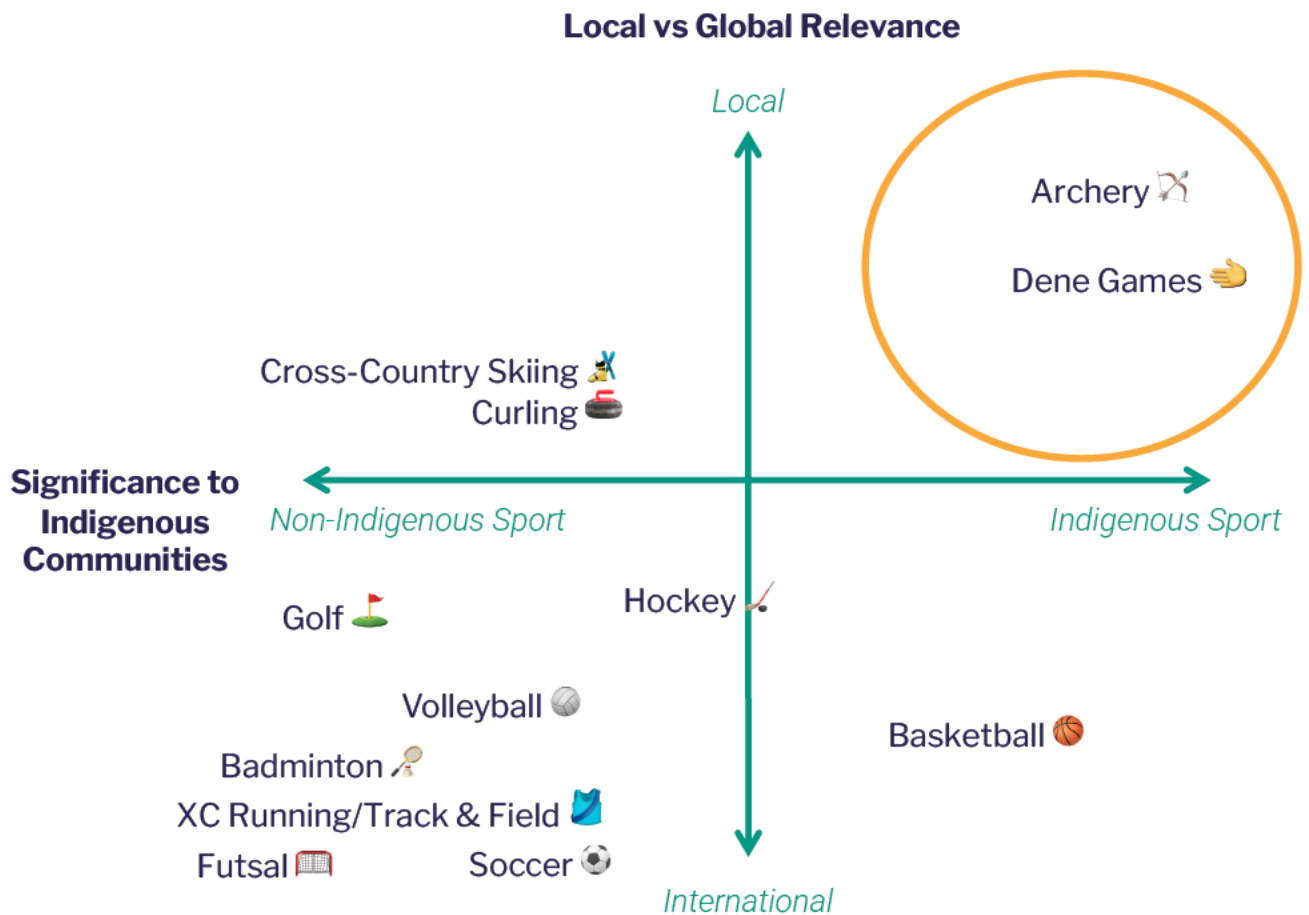 Local vs Global Relevance
Local
Archery
Dene Games
Cross-Country Skiing
Curling
Significance to
Indigenous
Communities
Non-Indigenous Sport
Indigenous Sport
Golf
Hockey
Volleyball
Basketball
Badminton
XC Running/Track & Field
Futsal
Soccer
International